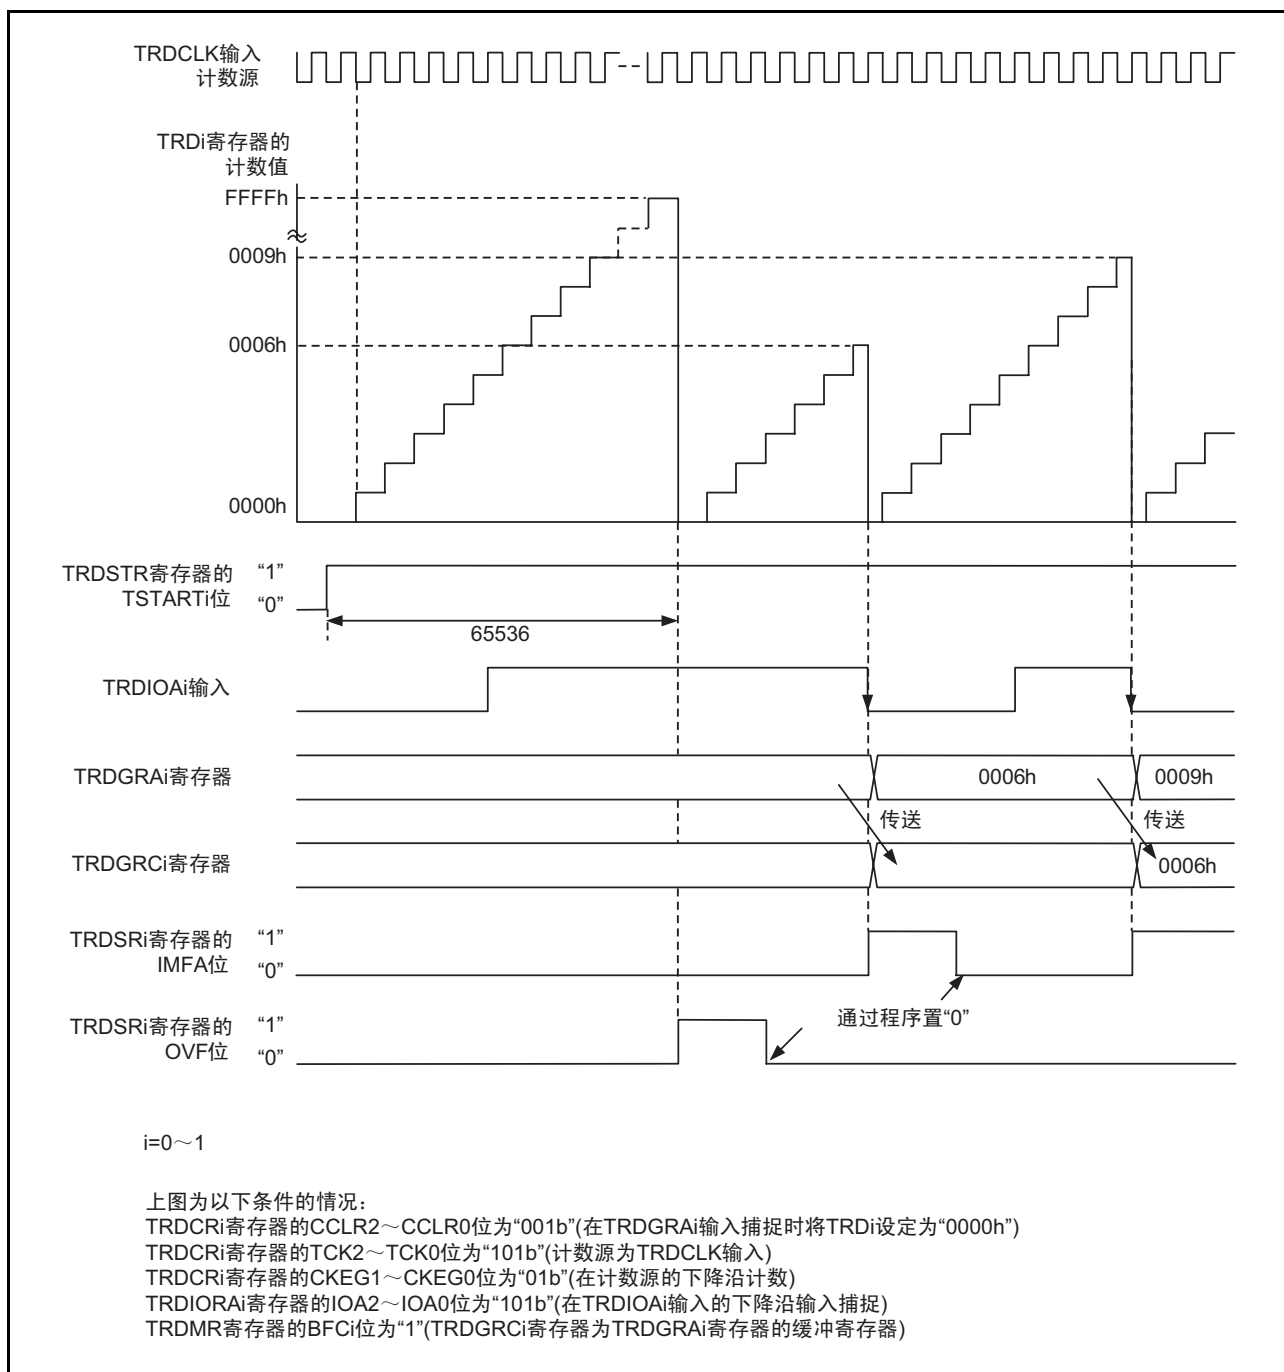 TRDCLK输入
计数源
TRDi寄存器的
计数值
FFFFh
0009h
0006h
0000h
TRDSTR寄存器的 “1”
TSTARTi位 “0”
65536
TRDIOAi输入
TRDGRAi寄存器 0006h 0009h
传送 传送
TRDGRCi寄存器 0006h
TRDSRi寄存器的 “1”
IMFA位 “0”
通过程序置“0”
TRDSRi寄存器的 “1”
OVF位 “0”
i=0～1
上图为以下条件的情况：
TRDCRi寄存器的CCLR2～CCLR0位为“001b”(在TRDGRAi输入捕捉时将TRDi设定为“0000h”)
TRDCRi寄存器的TCK2～TCK0位为“101b”(计数源为TRDCLK输入)
TRDCRi寄存器的CKEG1～CKEG0位为“01b”(在计数源的下降沿计数)
TRDIORAi寄存器的IOA2～IOA0位为“101b”(在TRDIOAi输入的下降沿输入捕捉)
TRDMR寄存器的BFCi位为“1”(TRDGRCi寄存器为TRDGRAi寄存器的缓冲寄存器)